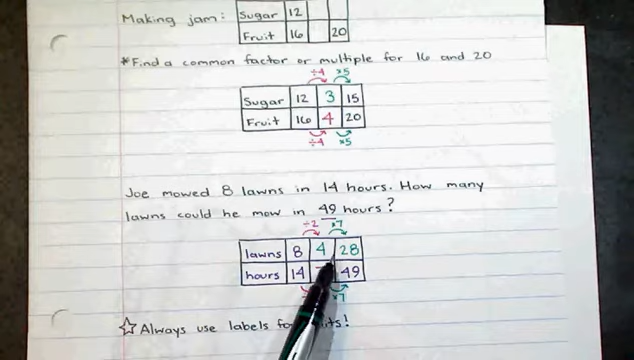 Making jam: Sugar 12
Fruit 16 20
*Find a common factor or multiple for 16 and 20
÷4 ×5
Sugar 12 3 15
Fruit 16 4 20
÷4 ×5
Joe mowed 8 lawns in 14 hours. How many
lawns could he mow in 49 hours?
÷2 ×7
lawns 8 4 28
hours 14 49
×7
☆Always use labels